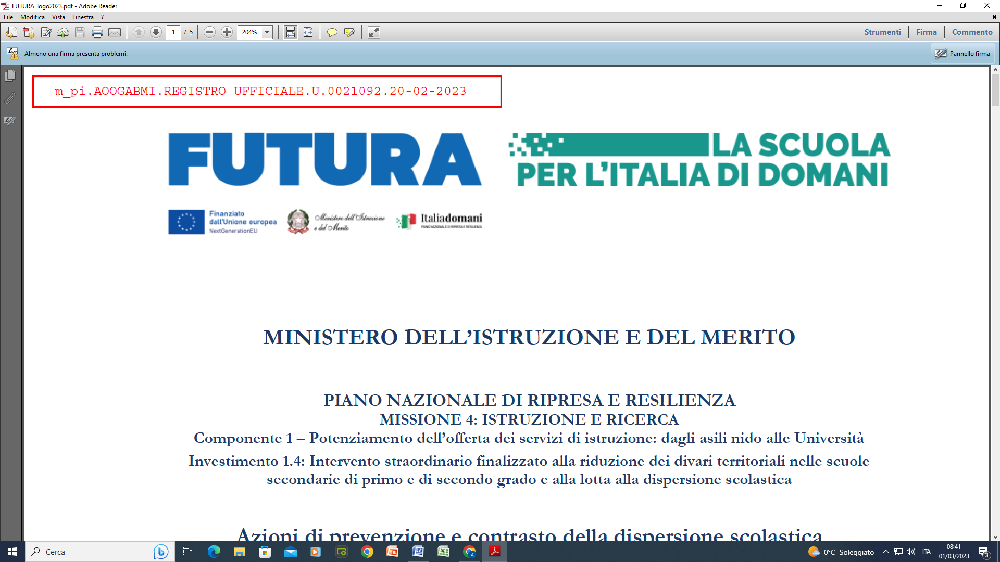 FUTURA_logo2023.pdf - Adobe Reader
File Modifica Vista Finestra ?
1 / 5 204% Strumenti Firma Commento
Almeno una firma presenta problemi. Pannello firma
m_pi.AOOGABMI.REGISTRO UFFICIALE.U.0021092.20-02-2023
FUTURA LA SCUOLA
PER L'ITALIA DI DOMANI
Finanziato
dall'Unione europea
NextGenerationEU
Ministero dell'Istruzione
e del Merito
Italiadomani
PIANO NAZIONALE DI RIPRESA E RESILIENZA
MINISTERO DELL'ISTRUZIONE E DEL MERITO
PIANO NAZIONALE DI RIPRESA E RESILIENZA
MISSIONE 4: ISTRUZIONE E RICERCA
Componente 1 – Potenziamento dell'offerta dei servizi di istruzione: dagli asili nido alle Università
Investimento 1.4: Intervento straordinario finalizzato alla riduzione dei divari territoriali nelle scuole
secondarie di primo e di secondo grado e alla lotta alla dispersione scolastica
Azioni di prevenzione e contrasto della dispersione scolastica
Cerca 0°C Soleggiato ITA 08:41
01/03/2023 3